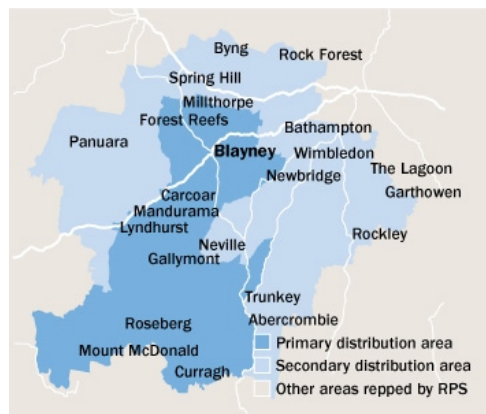 Byng
Rock Forest
Spring Hill
Millthorpe
Forest Reefs
Bathampton
Panuara
Blayney
Wimbledon
The Lagoon
Newbridge
Garthowen
Carcoar
Mandurama
Lyndhurst
Rockley
Neville
Gallymont
Trunkey
Abercrombie
Roseberg
Primary distribution area
Mount McDonald
Secondary distribution area
Curragh
Other areas repped by RPS